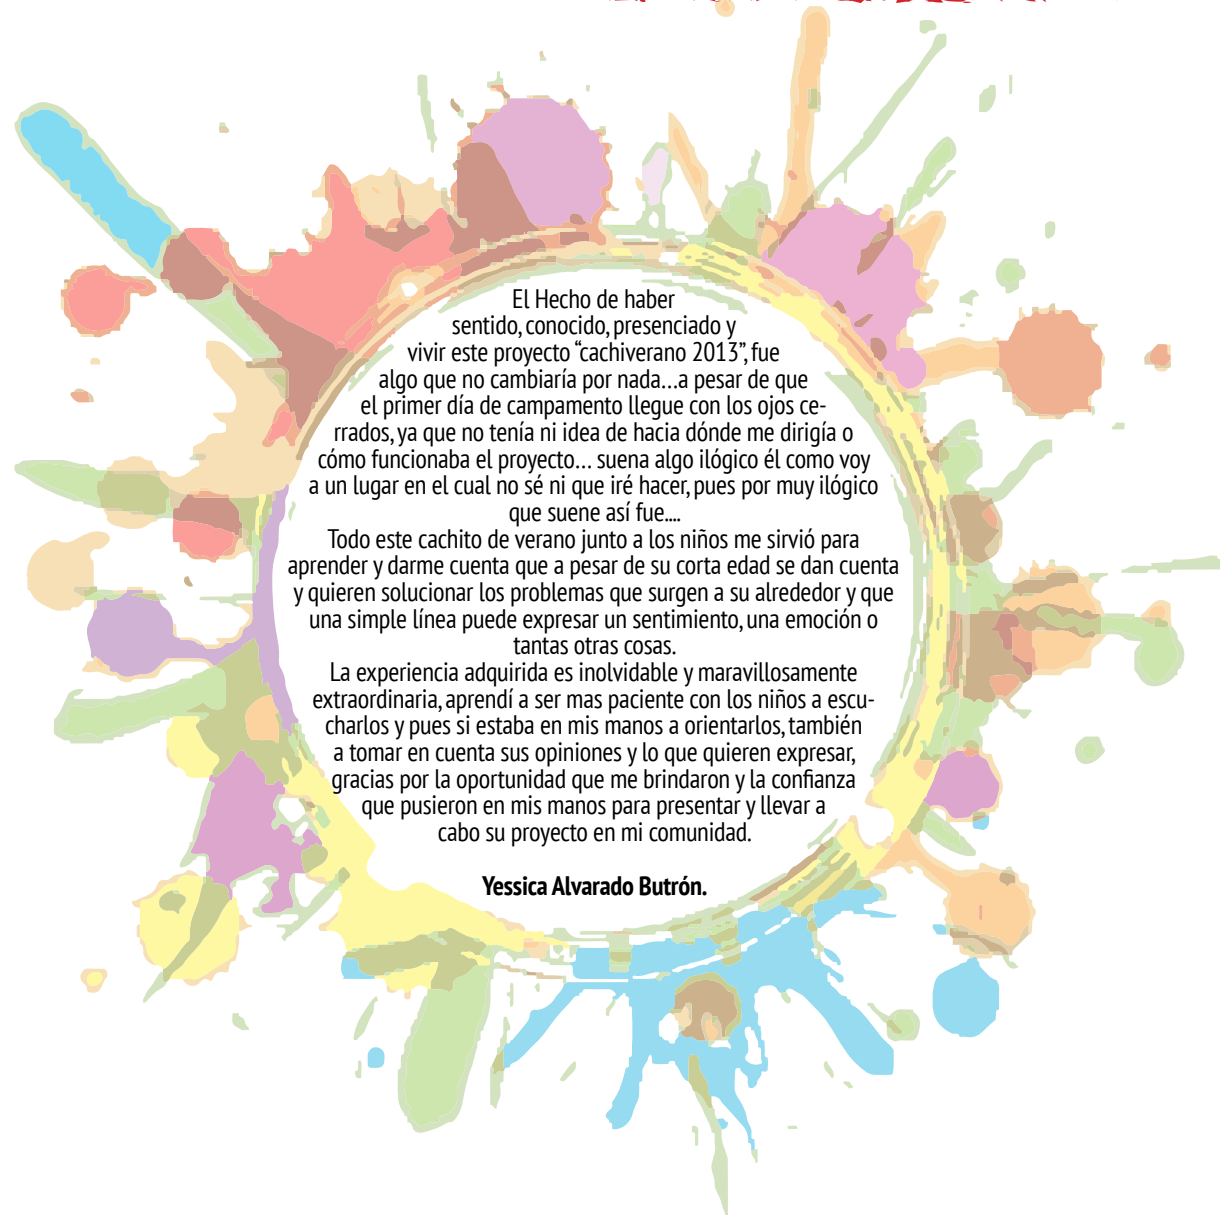 El Hecho de haber
sentido, conocido, presenciado y
vivir este proyecto “cachiverano 2013”, fue
algo que no cambiaría por nada...a pesar de que
el primer día de campamento llegue con los ojos ce-
rrados, ya que no tenía ni idea de hacia dónde me dirigía o
cómo funcionaba el proyecto... suena algo ilógico él como voy
a un lugar en el cual no sé ni que iré hacer, pues por muy ilógico
que suene así fue....
Todo este cachito de verano junto a los niños me sirvió para
aprender y darme cuenta que a pesar de su corta edad se dan cuenta
y quieren solucionar los problemas que surgen a su alrededor y que
una simple línea puede expresar un sentimiento, una emoción o
tantas otras cosas.
La experiencia adquirida es inolvidable y maravillosamente
extraordinaria, aprendí a ser mas paciente con los niños a escu-
charlos y pues si estaba en mis manos a orientarlos, también
a tomar en cuenta sus opiniones y lo que quieren expresar,
gracias por la oportunidad que me brindaron y la confianza
que pusieron en mis manos para presentar y llevar a
cabo su proyecto en mi comunidad.
Yessica Alvarado Butrón.